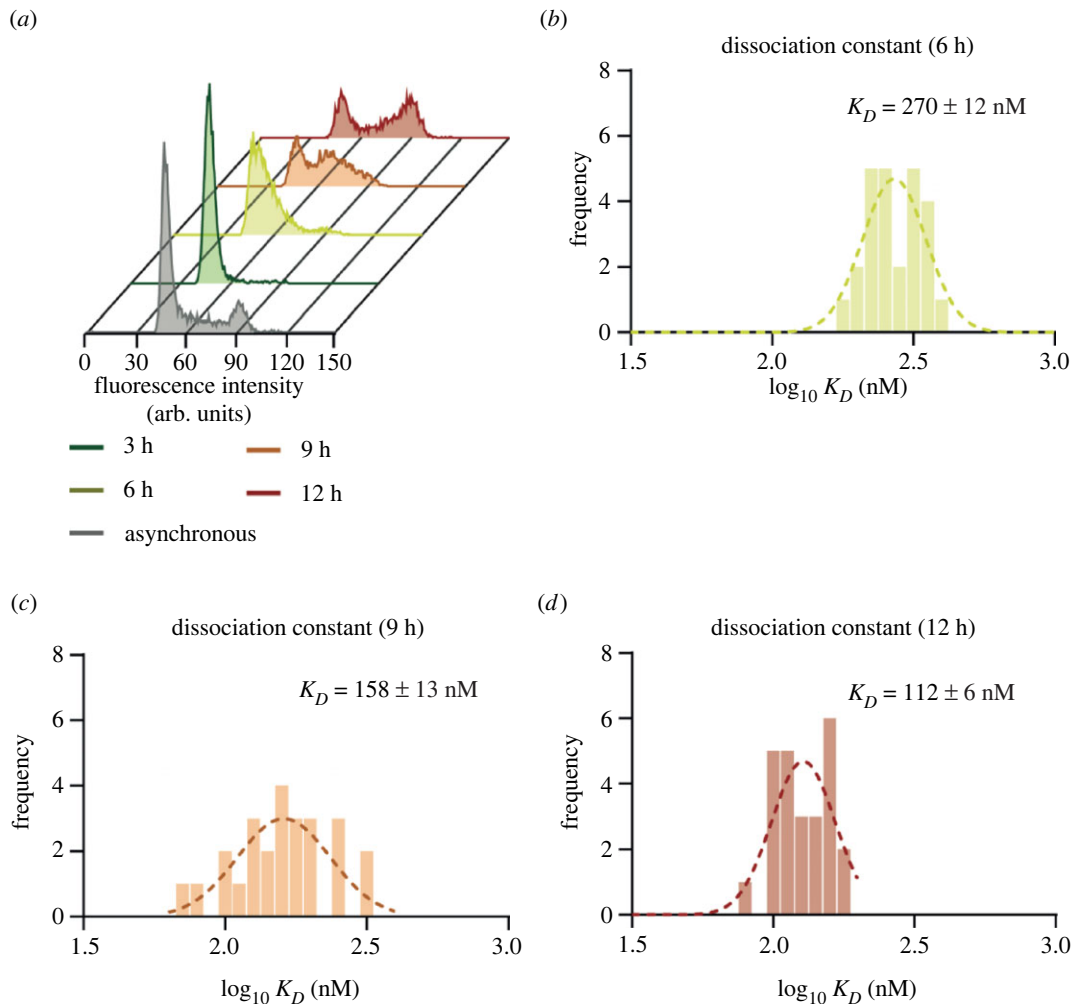 (a)
0 30 60 90 120 150
fluorescence intensity
(arb. units)
3 h
9 h
6 h
12 h
asynchronous
(b)
dissociation constant (6 h)
K_D = 270 ± 12 nM
8
6
4
2
0
frequency
1.5 2.0 2.5 3.0
log₁₀ K_D (nM)
(c)
dissociation constant (9 h)
K_D = 158 ± 13 nM
8
6
4
2
0
frequency
1.5 2.0 2.5 3.0
log₁₀ K_D (nM)
(d)
dissociation constant (12 h)
K_D = 112 ± 6 nM
8
6
4
2
0
frequency
1.5 2.0 2.5 3.0
log₁₀ K_D (nM)